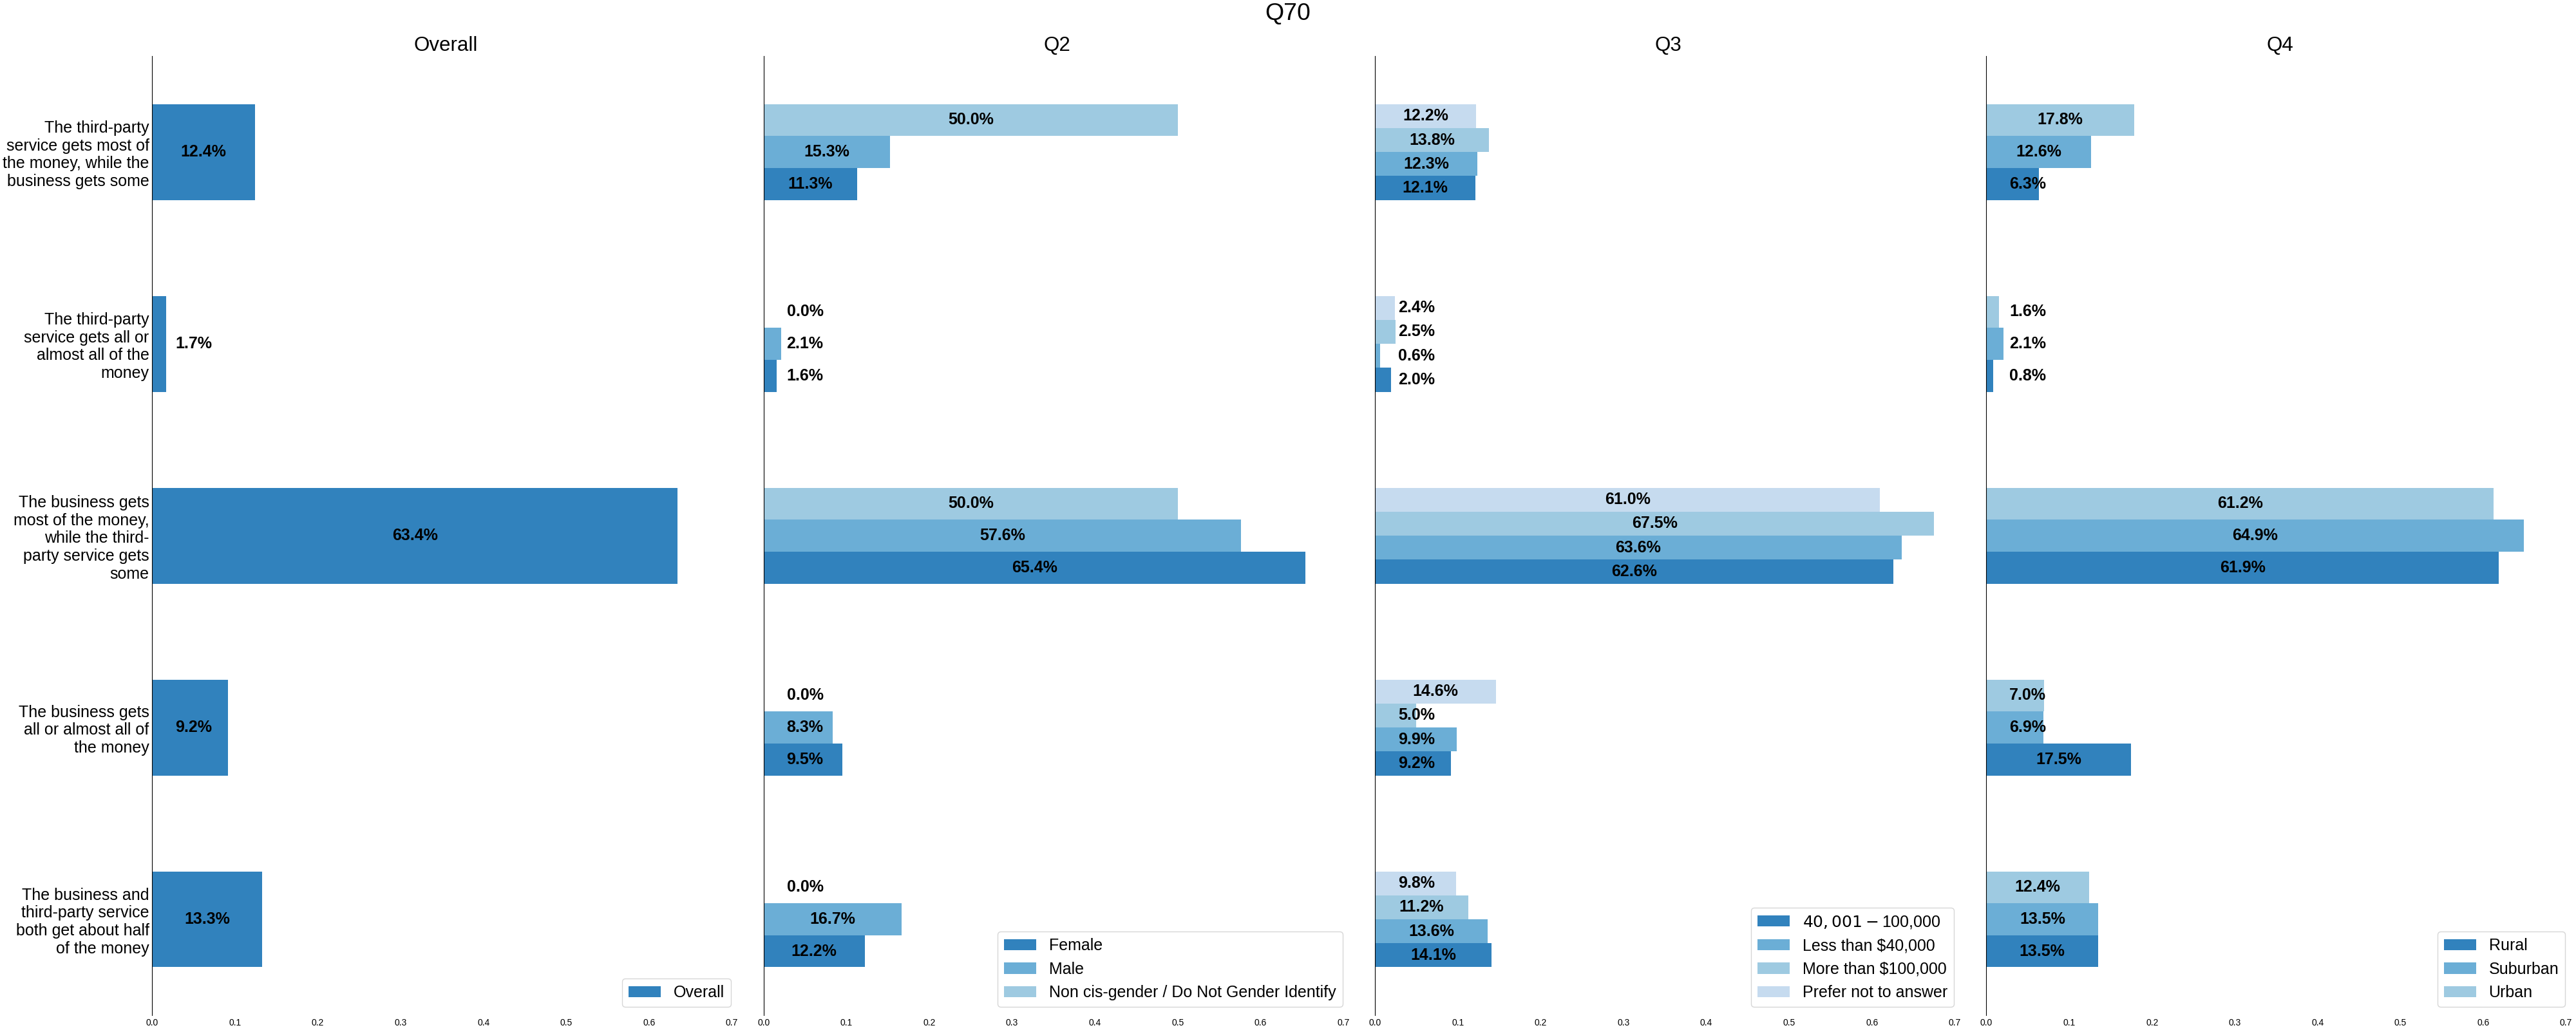 Q70
Overall
Q2
Q3
Q4
The third-party
service gets most of
the money, while the
business gets some
12.4%
50.0%
15.3%
11.3%
12.2%
13.8%
12.3%
12.1%
17.8%
12.6%
6.3%
The third-party
service gets all or
almost all of the
money
1.7%
0.0%
2.1%
1.6%
2.4%
2.5%
0.6%
2.0%
1.6%
2.1%
0.8%
The business gets
most of the money,
while the third-
party service gets
some
63.4%
50.0%
57.6%
65.4%
61.0%
67.5%
63.6%
62.6%
61.2%
64.9%
61.9%
The business gets
all or almost all of
the money
9.2%
0.0%
8.3%
9.5%
14.6%
5.0%
9.9%
9.2%
7.0%
6.9%
17.5%
The business and
third-party service
both get about half
of the money
13.3%
0.0%
16.7%
12.2%
9.8%
11.2%
13.6%
14.1%
12.4%
13.5%
13.5%
Overall
Female
Male
Non cis-gender / Do Not Gender Identify
40,001−100,000
Less than $40,000
More than $100,000
Prefer not to answer
Rural
Suburban
Urban
0.0 0.1 0.2 0.3 0.4 0.5 0.6 0.7
0.0 0.1 0.2 0.3 0.4 0.5 0.6 0.7
0.0 0.1 0.2 0.3 0.4 0.5 0.6 0.7
0.0 0.1 0.2 0.3 0.4 0.5 0.6 0.7